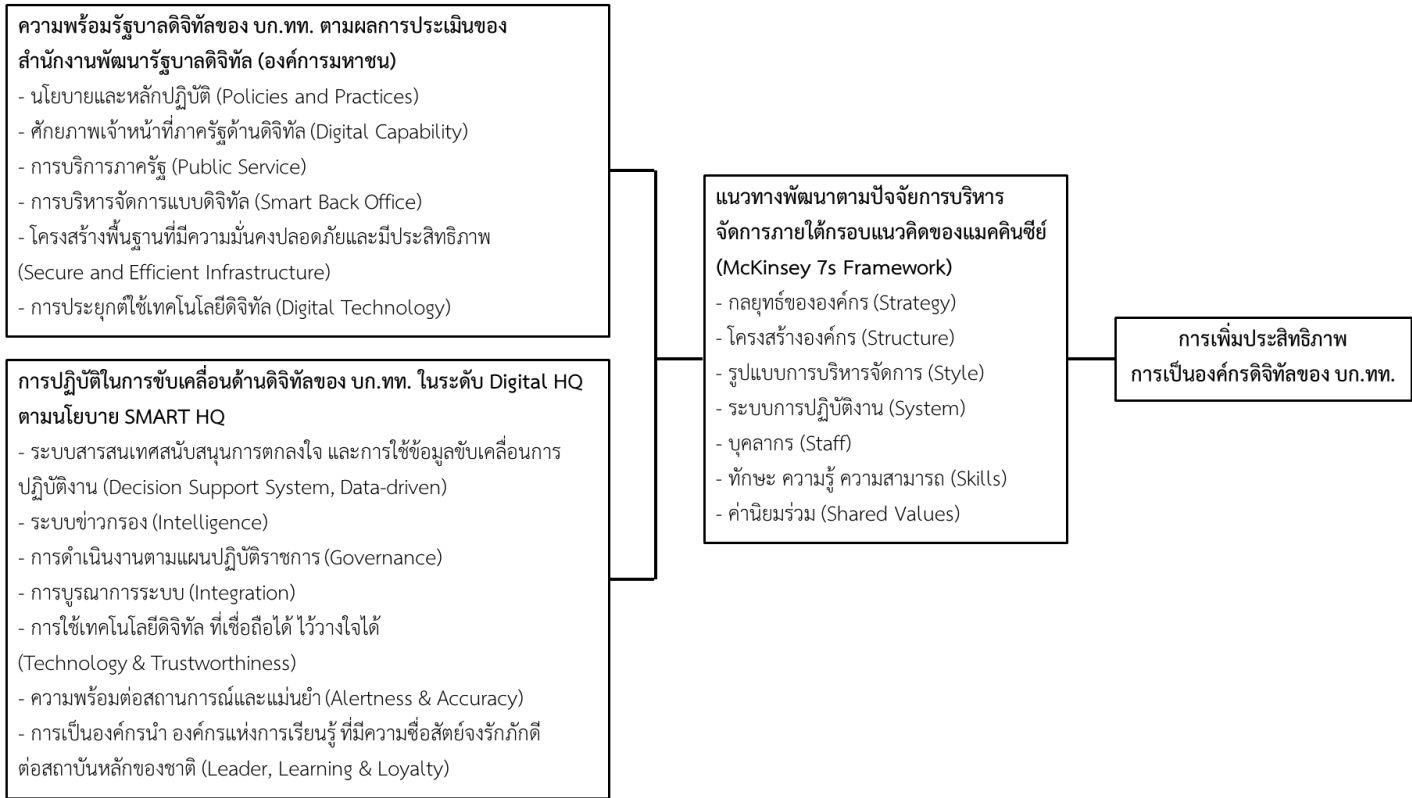 ความพร้อมรัฐบาลดิจิทัลของ บก.ทท. ตามผลการประเมินของ
สำนักงานพัฒนารัฐบาลดิจิทัล (องค์การมหาชน)
- นโยบายและหลักปฏิบัติ (Policies and Practices)
- ศักยภาพเจ้าหน้าที่ภาครัฐด้านดิจิทัล (Digital Capability)
- การบริการภาครัฐ (Public Service)
- การบริหารจัดการแบบดิจิทัล (Smart Back Office)
- โครงสร้างพื้นฐานที่มีความมั่นคงปลอดภัยและมีประสิทธิภาพ
(Secure and Efficient Infrastructure)
- การประยุกต์ใช้เทคโนโลยีดิจิทัล (Digital Technology)
การปฏิบัติในการขับเคลื่อนด้านดิจิทัลของ บก.ทท. ในระดับ Digital HQ
ตามนโยบาย SMART HQ
- ระบบสารสนเทศสนับสนุนการตกลงใจ และการใช้ข้อมูลขับเคลื่อนการ
ปฏิบัติงาน (Decision Support System, Data-driven)
- ระบบข่าวกรอง (Intelligence)
- การดำเนินงานตามแผนปฏิบัติราชการ (Governance)
- การบูรณาการระบบ (Integration)
- การใช้เทคโนโลยีดิจิทัล ที่เชื่อถือได้ ไว้วางใจได้
(Technology & Trustworthiness)
- ความพร้อมต่อสถานการณ์และแม่นยำ (Alertness & Accuracy)
- การเป็นองค์กรนำ องค์กรแห่งการเรียนรู้ ที่มีความซื่อสัตย์จงรักภักดี
ต่อสถาบันหลักของชาติ (Leader, Learning & Loyalty)
แนวทางพัฒนาตามปัจจัยการบริหาร
จัดการภายใต้กรอบแนวคิดของแมคคินซีย์
(McKinsey 7s Framework)
- กลยุทธ์ขององค์กร (Strategy)
- โครงสร้างองค์กร (Structure)
- รูปแบบการบริหารจัดการ (Style)
- ระบบการปฏิบัติงาน (System)
- บุคลากร (Staff)
- ทักษะ ความรู้ ความสามารถ (Skills)
- ค่านิยมร่วม (Shared Values)
การเพิ่มประสิทธิภาพ
การเป็นองค์กรดิจิทัลของ บก.ทท.